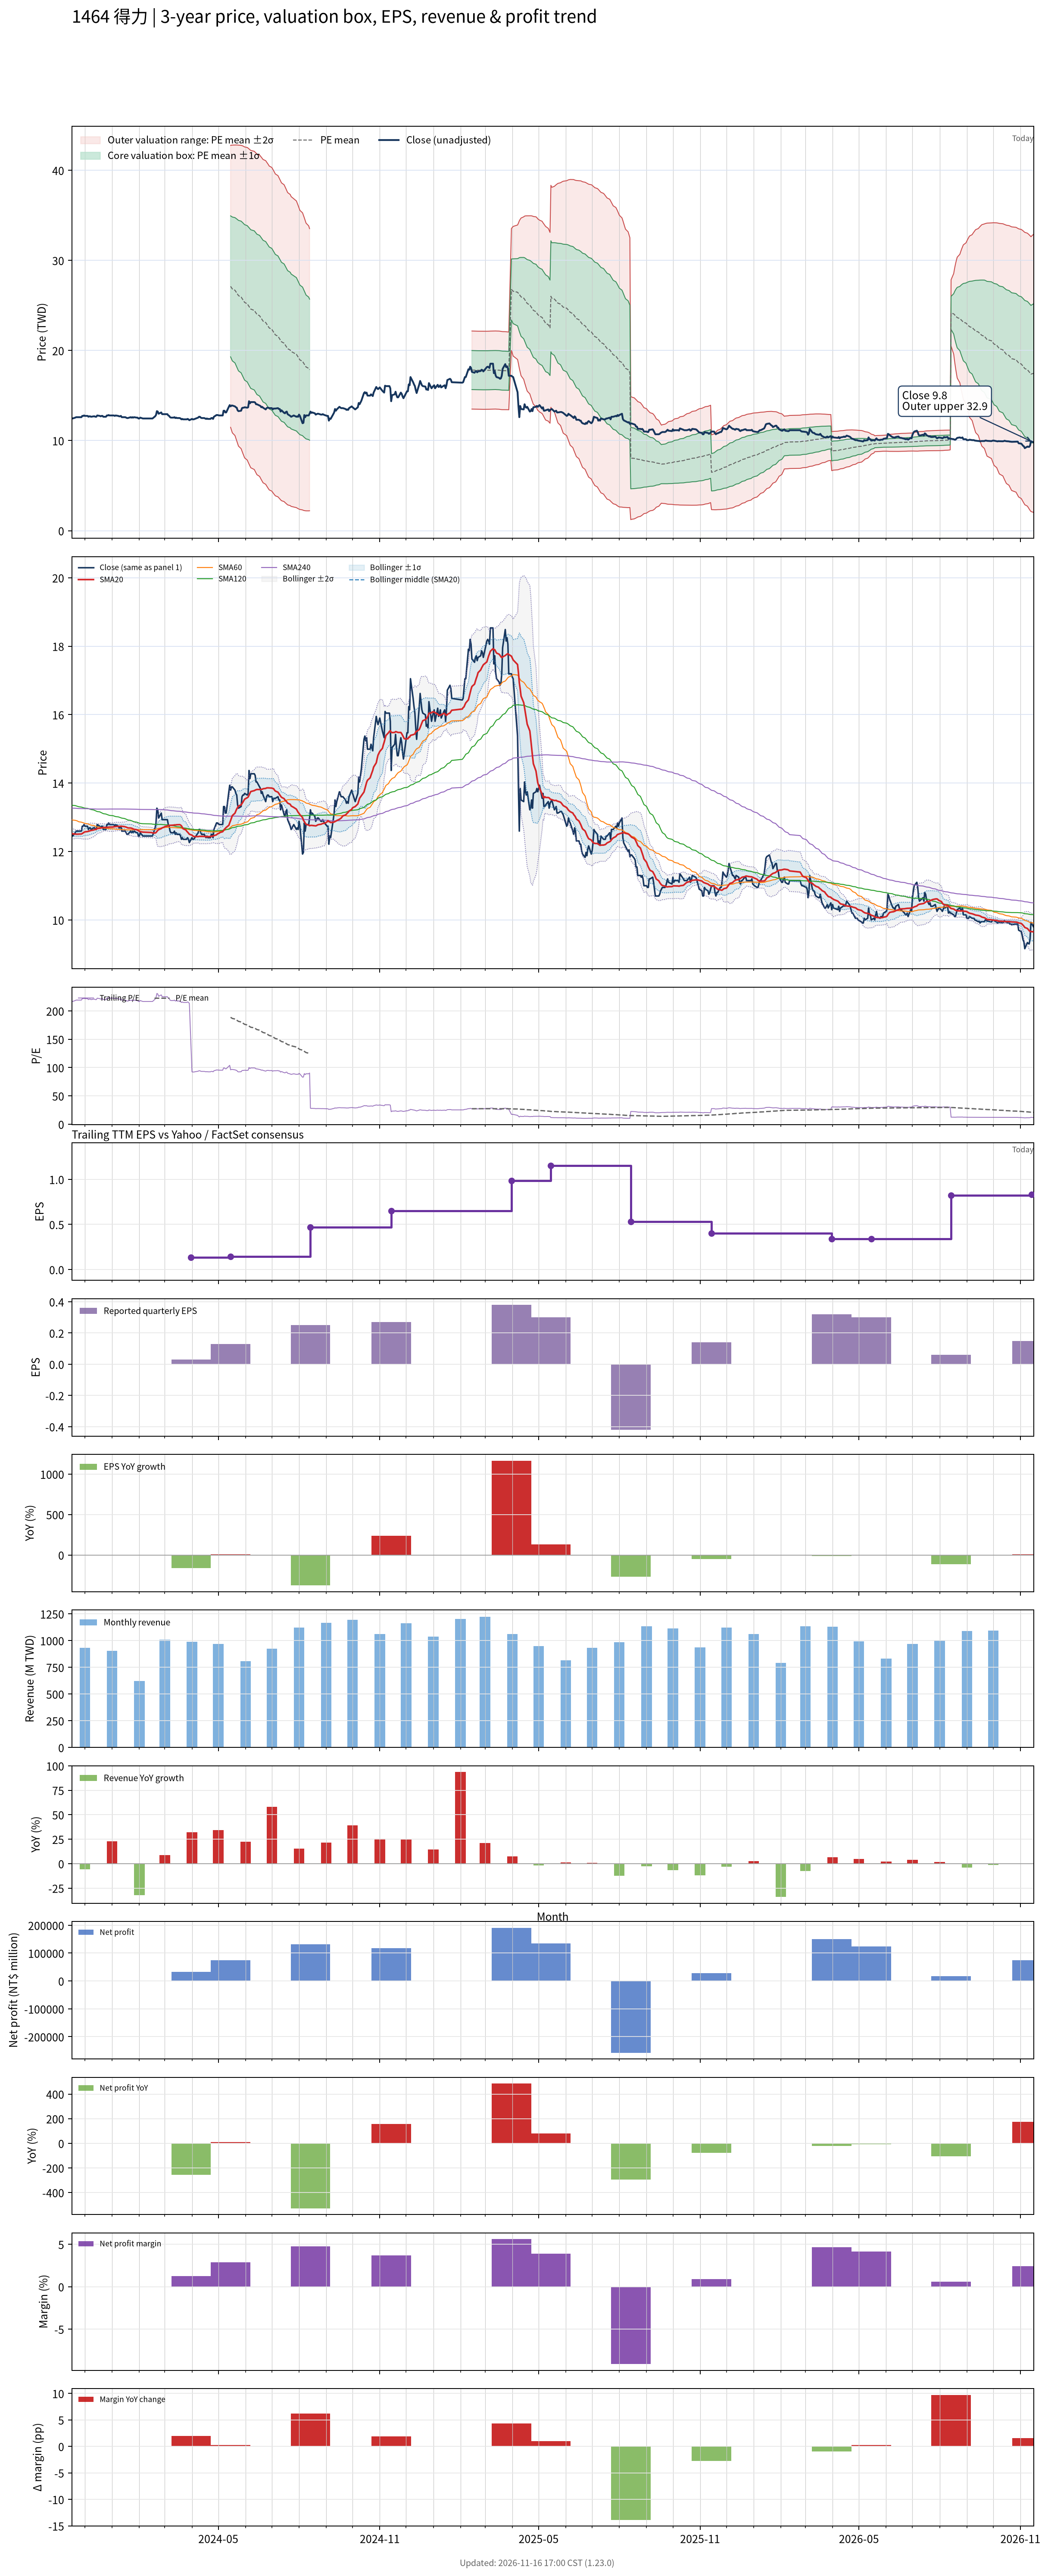 1464 得力 | 3-year price, valuation box, EPS, revenue & profit trend
Outer valuation range: PE mean ±2σ
Core valuation box: PE mean ±1σ
PE mean
Close (unadjusted)
Today
Price (TWD)
40
30
20
10
0
Close 9.8
Outer upper 32.9
Close (same as panel 1)
SMA20
SMA60
SMA120
SMA240
Bollinger ±2σ
Bollinger ±1σ
Bollinger middle (SMA20)
Price
20
18
16
14
12
10
Trailing P/E
P/E mean
P/E
200
150
100
50
0
Trailing TTM EPS vs Yahoo / FactSet consensus
Today
EPS
1.0
0.5
0.0
Reported quarterly EPS
EPS
0.4
0.2
0.0
-0.2
-0.4
EPS YoY growth
YoY (%)
1000
500
0
Monthly revenue
Revenue (M TWD)
1250
1000
750
500
250
0
Revenue YoY growth
YoY (%)
100
75
50
25
0
-25
Month
Net profit
Net profit (NT$ million)
200000
100000
0
-100000
-200000
Net profit YoY
YoY (%)
400
200
0
-200
-400
Net profit margin
Margin (%)
5
0
-5
Margin YoY change
Δ margin (pp)
10
5
0
-5
-10
-15
2024-05
2024-11
2025-05
2025-11
2026-05
2026-11
Updated: 2026-11-16 17:00 CST (1.23.0)